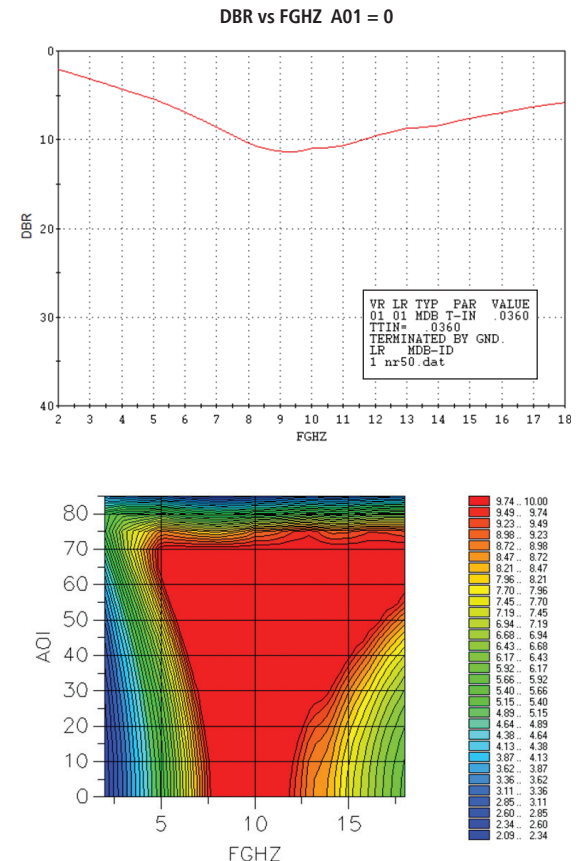 DBR vs FGHZ A01 = 0
0
10
20
30
40
DBR
VR LR TYP PAR VALUE
01 01 MDB T-IN .0360
TTIN= .0360
TERMINATED BY GND.
LR MDB-ID
1 nr50.dat
2 3 4 5 6 7 8 9 10 11 12 13 14 15 16 17 18
FGHZ
80
70
60
50
40
30
20
10
0
AOI
5 10 15
FGHZ
9.74 .. 10.00
9.49 .. 9.74
9.23 .. 9.49
8.98 .. 9.23
8.72 .. 8.98
8.47 .. 8.72
8.21 .. 8.47
7.96 .. 8.21
7.70 .. 7.96
7.45 .. 7.70
7.19 .. 7.45
6.94 .. 7.19
6.68 .. 6.94
6.43 .. 6.68
6.17 .. 6.43
5.92 .. 6.17
5.66 .. 5.92
5.40 .. 5.66
5.15 .. 5.40
4.89 .. 5.15
4.64 .. 4.89
4.38 .. 4.64
4.13 .. 4.38
3.87 .. 4.13
3.62 .. 3.87
3.36 .. 3.62
3.11 .. 3.36
2.85 .. 3.11
2.60 .. 2.85
2.34 .. 2.60
2.09 .. 2.34